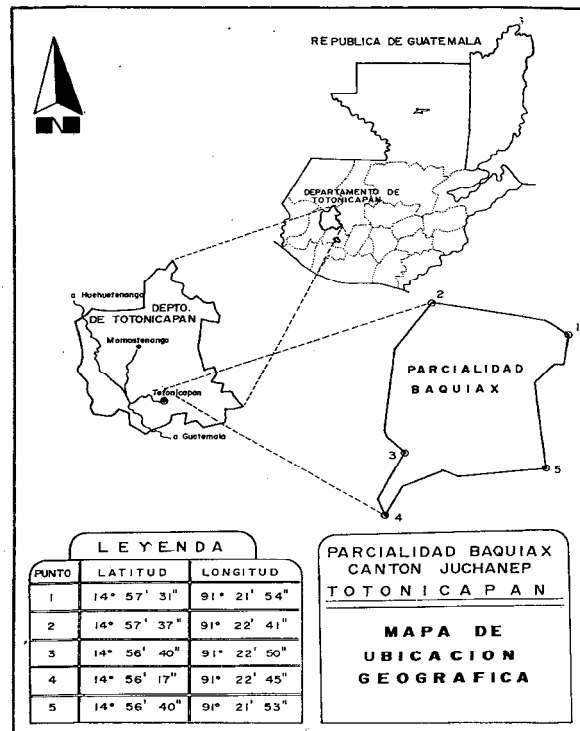 REPUBLICA DE GUATEMALA
N
DEPARTAMENTO DE
TOTONICAPAN
a Huehuetenango
DEPTO.
DE TOTONICAPAN
Momostenango
Totonicapan
a Guatemala
2
1
PARCIALIDAD
BAQUIAX
3
5
4
LEYENDA
PUNTO LATITUD LONGITUD
1 14° 57' 31" 91° 21' 54"
2 14° 57' 37" 91° 22' 41"
3 14° 56' 40" 91° 22' 50"
4 14° 56' 17" 91° 22' 45"
5 14° 56' 40" 91° 21' 53"
PARCIALIDAD BAQUIAX
CANTON JUCHANEP
TOTONICAPAN
MAPA DE
UBICACION
GEOGRAFICA